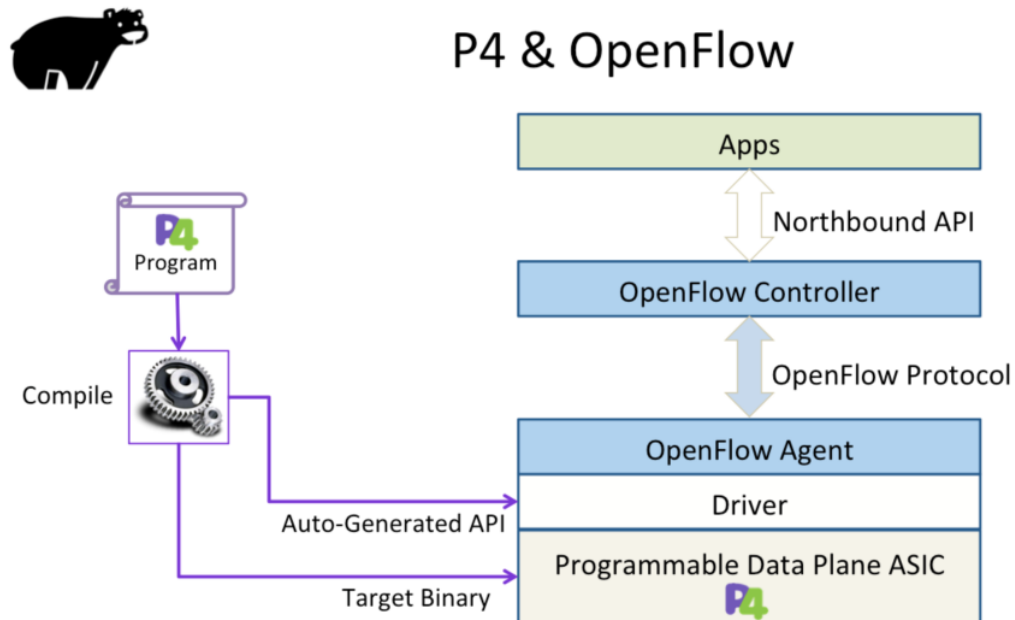 P4 & OpenFlow
Apps
Northbound API
P4
Program
OpenFlow Controller
Compile
OpenFlow Protocol
OpenFlow Agent
Driver
Auto-Generated API
Programmable Data Plane ASIC
Target Binary
P4